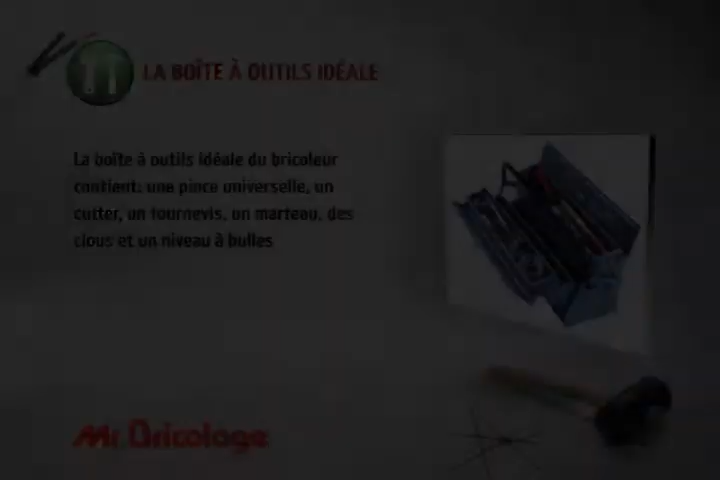 LA BOÎTE À OUTILS IDÉALE
La boîte à outils idéale du bricoleur
contient: une pince universelle, un
cutter, un tournevis, un marteau, des
clous et un niveau à bulles
Mr.Bricolage